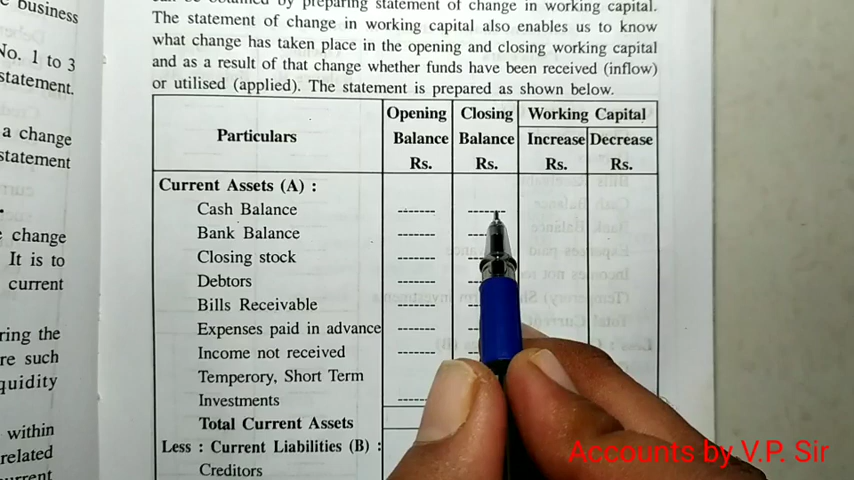 business
No. 1 to 3
statement.
a change
statement
change
It is to
current
ring the
re such
quidity
within
related
current
can be obtained by preparing statement of change in working capital.
The statement of change in working capital also enables us to know
what change has taken place in the opening and closing working capital
and as a result of that change whether funds have been received (inflow)
or utilised (applied). The statement is prepared as shown below.
Particulars Opening Balance Rs. Closing Balance Rs. Working Capital
Increase Rs. Decrease Rs.
Current Assets (A) :
Cash Balance ------- -------
Bank Balance -------
Closing stock -------
Debtors -------
Bills Receivable -------
Expenses paid in advance -------
Income not received -------
Temperory, Short Term
Investments
Total Current Assets
Less : Current Liabilities (B) :
Creditors
Accounts by V.P. Sir